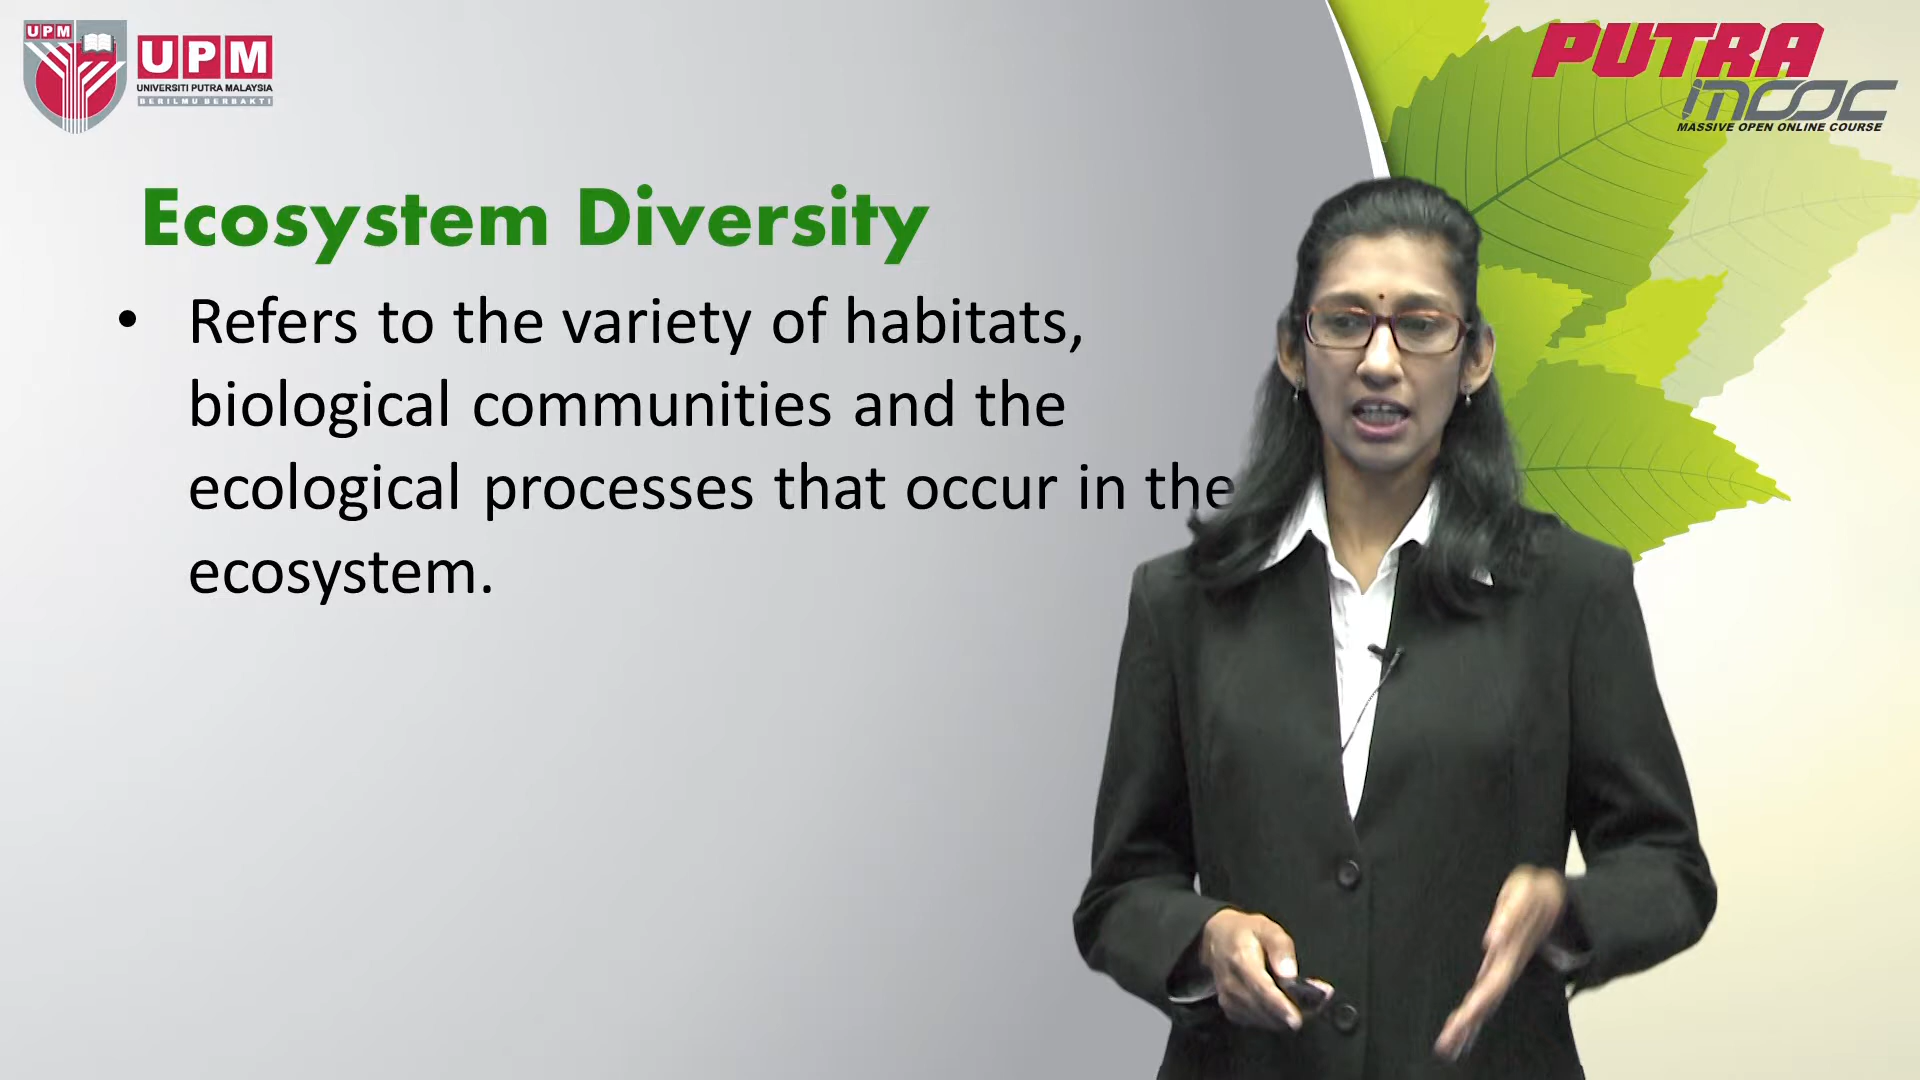 UPM
UPM
UNIVERSITI PUTRA MALAYSIA
BERILMU BERBAKTI
PUTRA
mooc
MASSIVE OPEN ONLINE COURSE
Ecosystem Diversity
• Refers to the variety of habitats,
biological communities and the
ecological processes that occur in the
ecosystem.